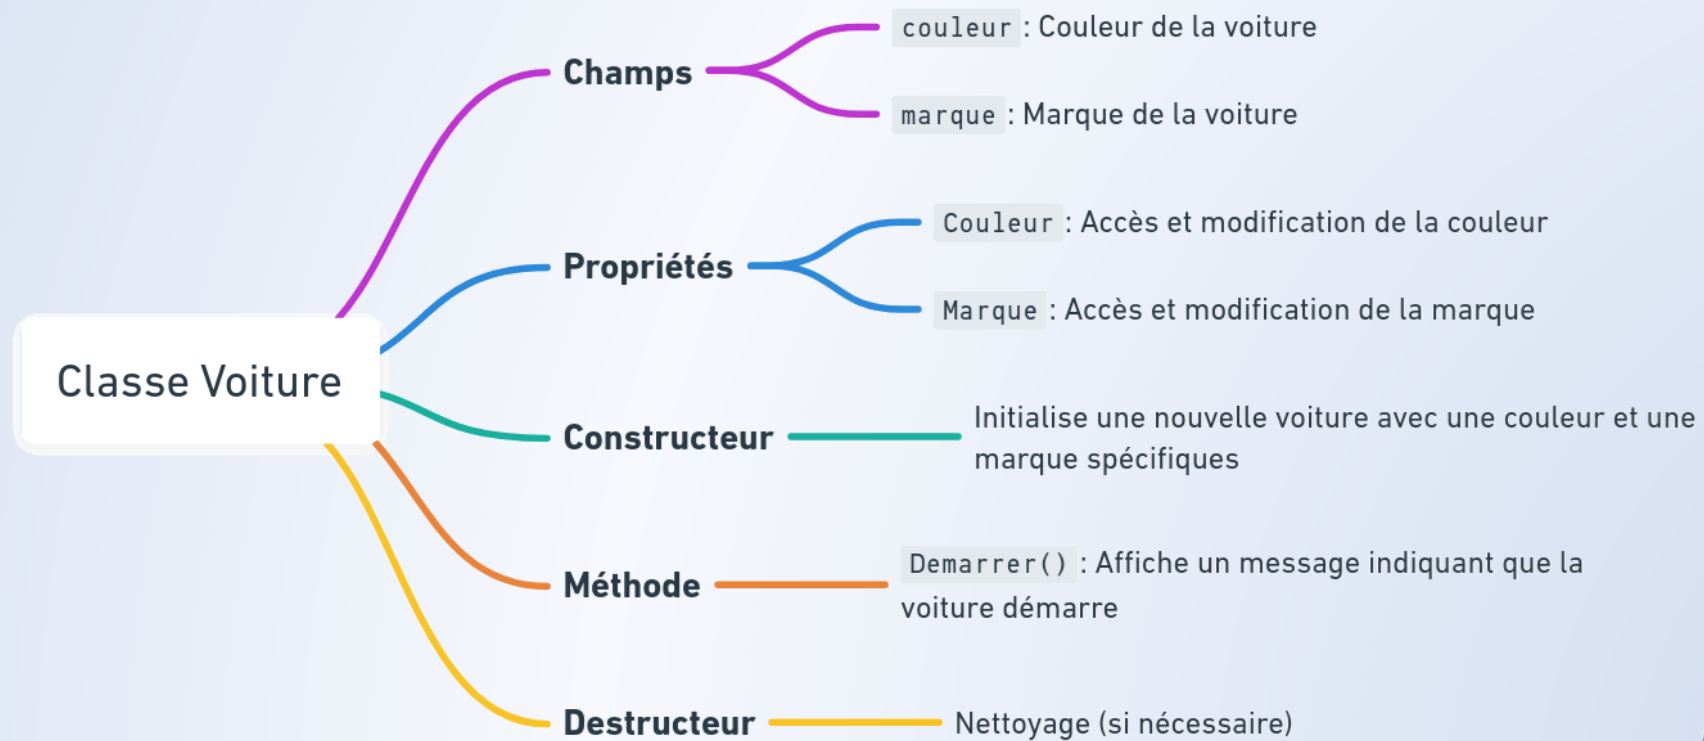 Classe Voiture
Champs
couleur : Couleur de la voiture
marque : Marque de la voiture
Propriétés
Couleur : Accès et modification de la couleur
Marque : Accès et modification de la marque
Constructeur
Initialise une nouvelle voiture avec une couleur et une
marque spécifiques
Méthode
Demarrer() : Affiche un message indiquant que la
voiture démarre
Destructeur
Nettoyage (si nécessaire)